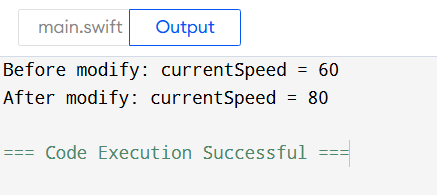 main.swift
Output
Before modify: currentSpeed = 60
After modify: currentSpeed = 80
=== Code Execution Successful ===